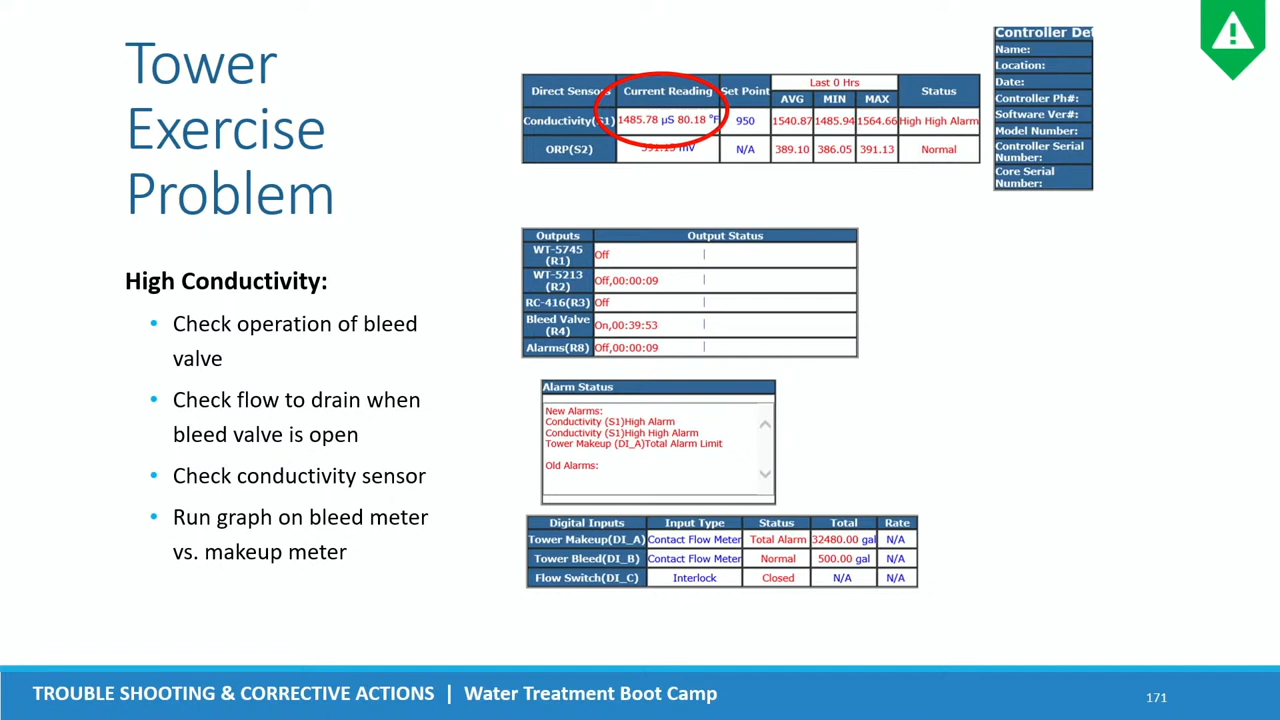 Tower
Exercise
Problem
High Conductivity:
• Check operation of bleed
valve
• Check flow to drain when
bleed valve is open
• Check conductivity sensor
• Run graph on bleed meter
vs. makeup meter
Direct Sensor Current Reading Set Point Last 0 Hrs Status
AVG MIN MAX
Conductivity(S1) 1485.78 µS 80.18 °F 950 1540.87 1485.94 1564.66 High High Alarm
ORP(S2) 391.13 mV N/A 389.10 386.05 391.13 Normal
Controller Det
Name:
Location:
Date:
Controller Ph#:
Software Ver#:
Model Number:
Controller Serial
Number:
Core Serial
Number:
Outputs Output Status
WT-5745
(R1) Off
WT-5213
(R2) Off,00:00:09
RC-416(R3) Off
Bleed Valve
(R4) On,00:39:53
Alarms(R8) Off,00:00:09
Alarm Status
New Alarms:
Conductivity (S1)High Alarm
Conductivity (S1)High High Alarm
Tower Makeup (DI_A)Total Alarm Limit
Old Alarms:
Digital Inputs Input Type Status Total Rate
Tower Makeup(DI_A) Contact Flow Meter Total Alarm 32480.00 gal N/A
Tower Bleed(DI_B) Contact Flow Meter Normal 500.00 gal N/A
Flow Switch(DI_C) Interlock Closed N/A N/A
TROUBLE SHOOTING & CORRECTIVE ACTIONS | Water Treatment Boot Camp
171